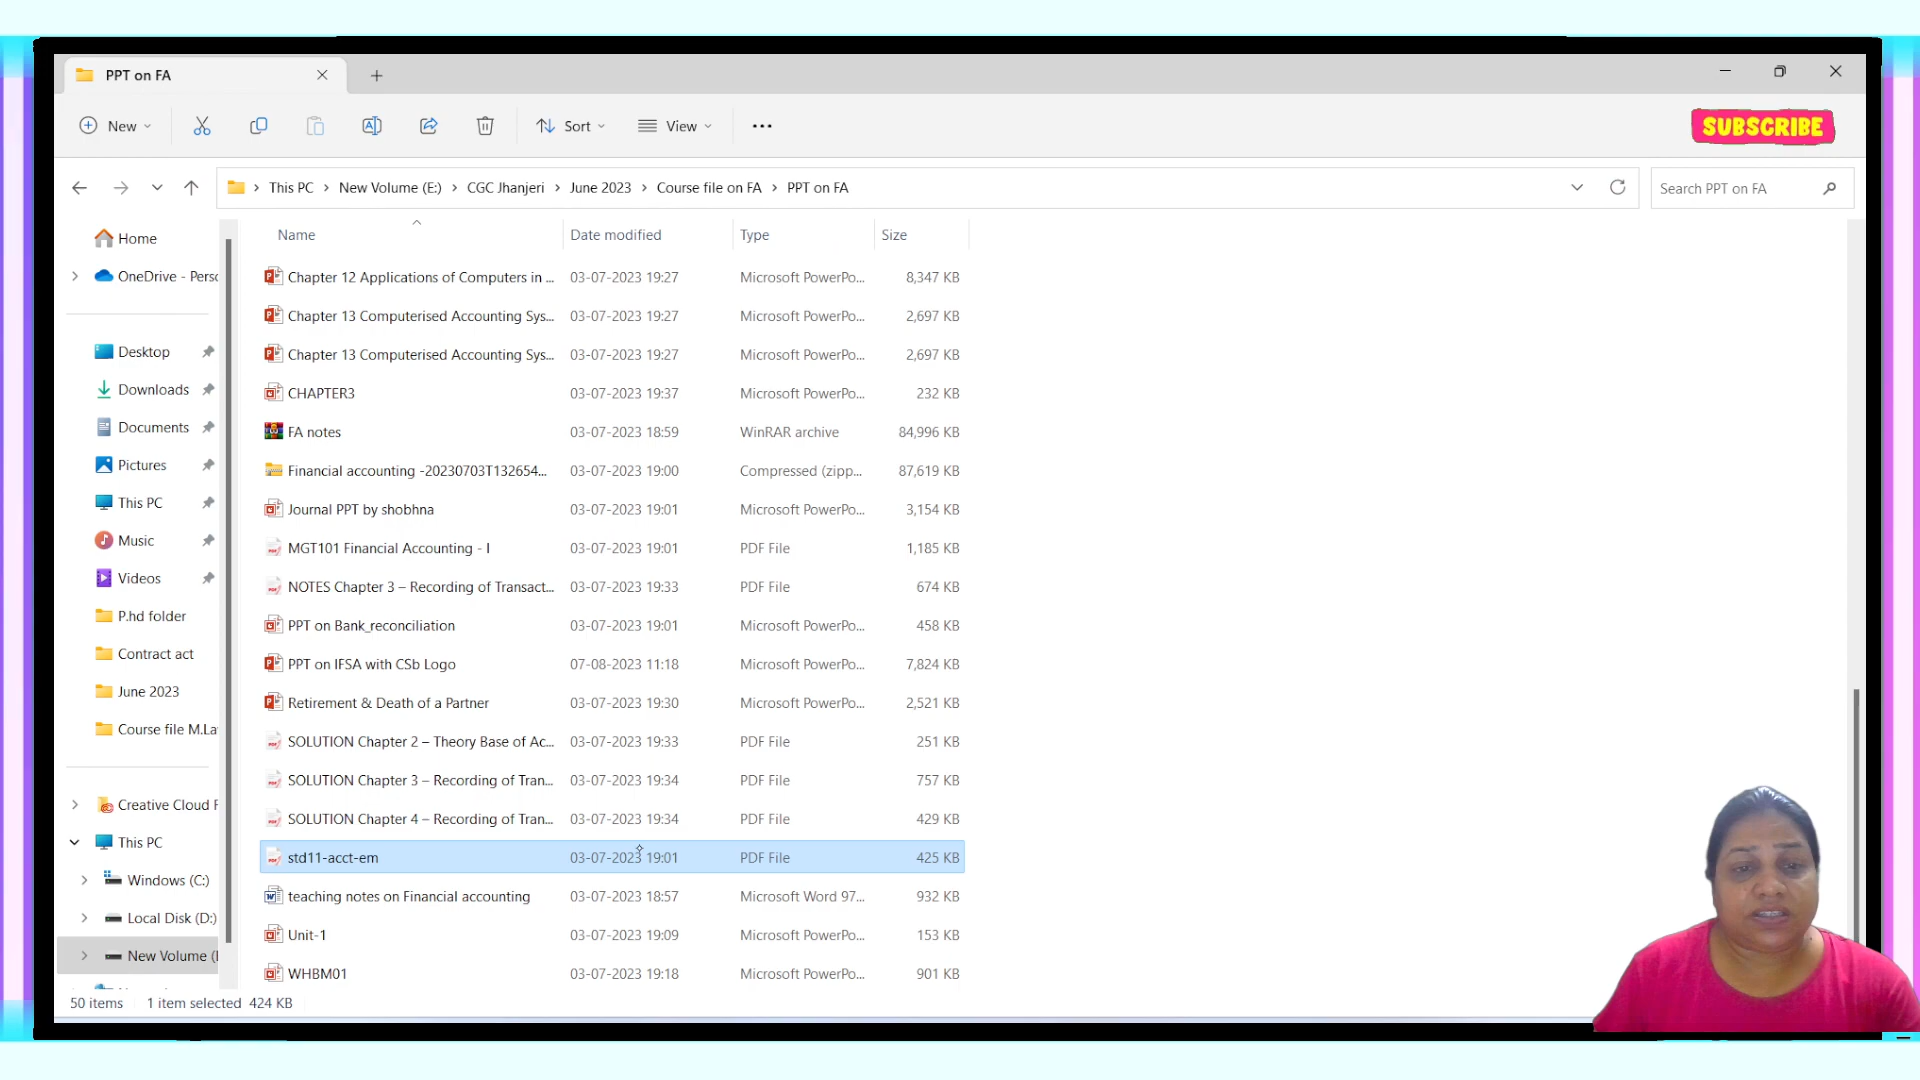 PPT on FA
New
Sort
View
SUBSCRIBE
This PC > New Volume (E:) > CGC Jhanjeri > June 2023 > Course file on FA > PPT on FA
Search PPT on FA
Home
OneDrive - Perso
Desktop
Downloads
Documents
Pictures
This PC
Music
Videos
P.hd folder
Contract act
June 2023
Course file M.La
Creative Cloud F
This PC
Windows (C:)
Local Disk (D:)
New Volume (
Name Date modified Type Size
Chapter 12 Applications of Computers in ... 03-07-2023 19:27 Microsoft PowerPo... 8,347 KB
Chapter 13 Computerised Accounting Sys... 03-07-2023 19:27 Microsoft PowerPo... 2,697 KB
Chapter 13 Computerised Accounting Sys... 03-07-2023 19:27 Microsoft PowerPo... 2,697 KB
CHAPTER3 03-07-2023 19:37 Microsoft PowerPo... 232 KB
FA notes 03-07-2023 18:59 WinRAR archive 84,996 KB
Financial accounting -20230703T132654... 03-07-2023 19:00 Compressed (zipp... 87,619 KB
Journal PPT by shobhna 03-07-2023 19:01 Microsoft PowerPo... 3,154 KB
MGT101 Financial Accounting - I 03-07-2023 19:01 PDF File 1,185 KB
NOTES Chapter 3 – Recording of Transact... 03-07-2023 19:33 PDF File 674 KB
PPT on Bank_reconciliation 03-07-2023 19:01 Microsoft PowerPo... 458 KB
PPT on IFSA with CSb Logo 07-08-2023 11:18 Microsoft PowerPo... 7,824 KB
Retirement & Death of a Partner 03-07-2023 19:30 Microsoft PowerPo... 2,521 KB
SOLUTION Chapter 2 – Theory Base of Ac... 03-07-2023 19:33 PDF File 251 KB
SOLUTION Chapter 3 – Recording of Tran... 03-07-2023 19:34 PDF File 757 KB
SOLUTION Chapter 4 – Recording of Tran... 03-07-2023 19:34 PDF File 429 KB
std11-acct-em 03-07-2023 19:01 PDF File 425 KB
teaching notes on Financial accounting 03-07-2023 18:57 Microsoft Word 97... 932 KB
Unit-1 03-07-2023 19:09 Microsoft PowerPo... 153 KB
WHBM01 03-07-2023 19:18 Microsoft PowerPo... 901 KB
50 items 1 item selected 424 KB